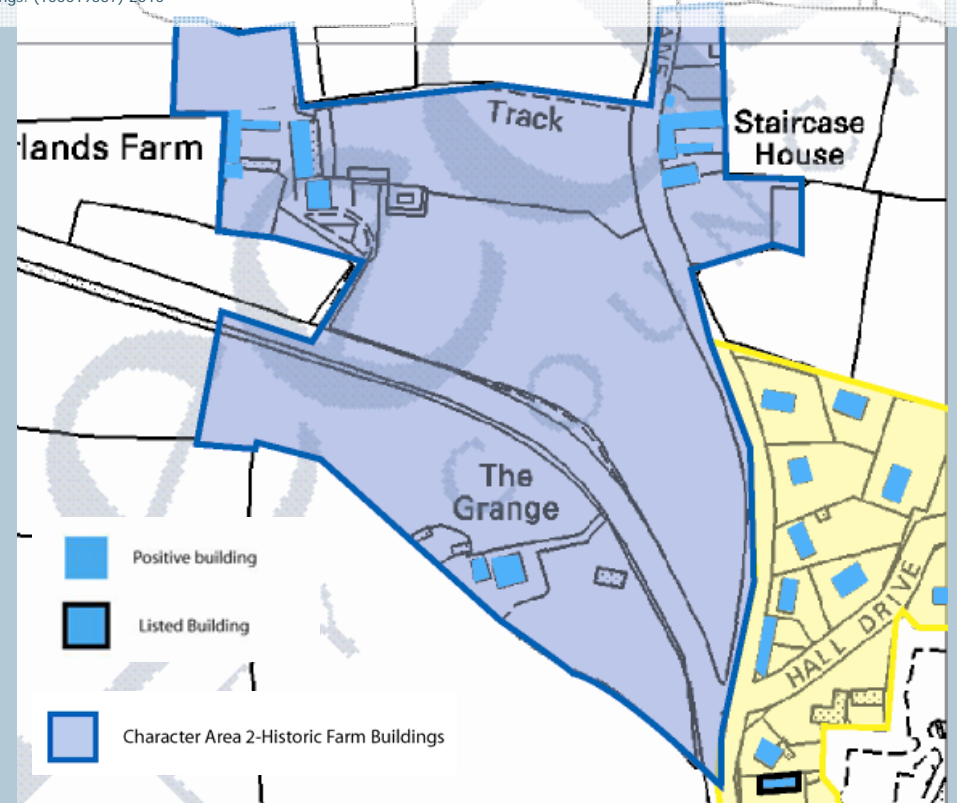 Track
Staircase
House
rlands Farm
The
Grange
HALL DRIVE
Positive building
Listed Building
Character Area 2-Historic Farm Buildings